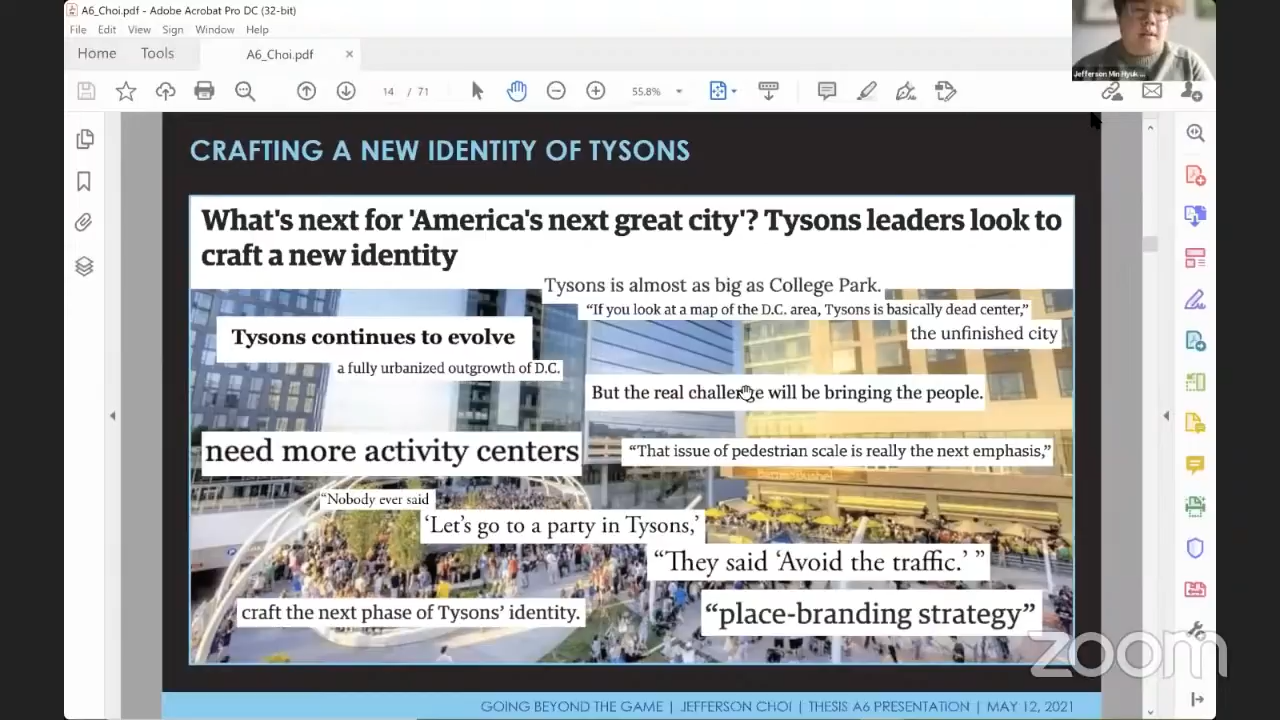 A6_Choi.pdf - Adobe Acrobat Pro DC (32-bit)
File Edit View Sign Window Help
Home Tools A6_Choi.pdf
14 / 71 55.8%
Jefferson Min Hyuk ...
CRAFTING A NEW IDENTITY OF TYSONS
What's next for 'America's next great city'? Tysons leaders look to
craft a new identity
Tysons is almost as big as College Park.
“If you look at a map of the D.C. area, Tysons is basically dead center,”
the unfinished city
Tysons continues to evolve
a fully urbanized outgrowth of D.C.
But the real challenge will be bringing the people.
need more activity centers
“That issue of pedestrian scale is really the next emphasis,”
“Nobody ever said
‘Let’s go to a party in Tysons,’
“They said ‘Avoid the traffic.’ ”
craft the next phase of Tysons’ identity.
“place-branding strategy”
zoom
GOING BEYOND THE GAME | JEFFERSON CHOI | THESIS A6 PRESENTATION | MAY 12, 2021